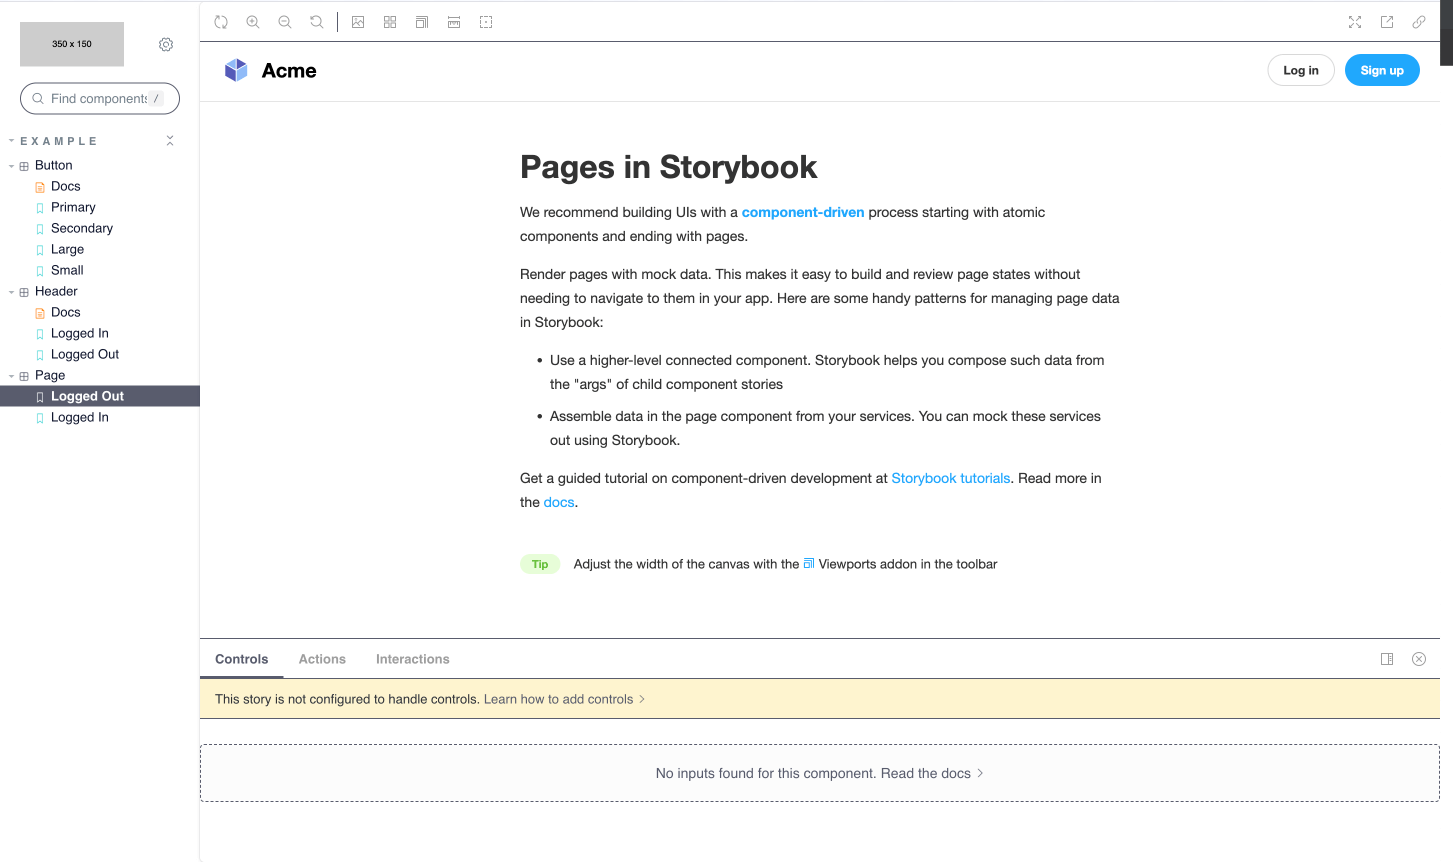 350 x 150
Find components /
EXAMPLE
Button
Docs
Primary
Secondary
Large
Small
Header
Docs
Logged In
Logged Out
Page
Logged Out
Logged In
Acme
Log in
Sign up
Pages in Storybook
We recommend building UIs with a component-driven process starting with atomic
components and ending with pages.
Render pages with mock data. This makes it easy to build and review page states without
needing to navigate to them in your app. Here are some handy patterns for managing page data
in Storybook:
• Use a higher-level connected component. Storybook helps you compose such data from
the "args" of child component stories
• Assemble data in the page component from your services. You can mock these services
out using Storybook.
Get a guided tutorial on component-driven development at Storybook tutorials. Read more in
the docs.
Tip Adjust the width of the canvas with the Viewports addon in the toolbar
Controls Actions Interactions
This story is not configured to handle controls. Learn how to add controls
No inputs found for this component. Read the docs